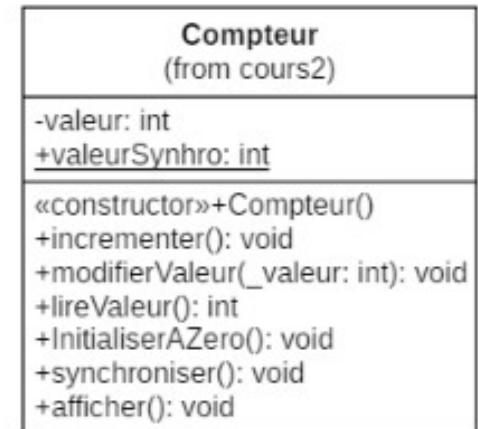 Compteur
(from cours2)
-valeur: int
+valeurSynhro: int
«constructor»+Compteur()
+incrementer(): void
+modifierValeur(_valeur: int): void
+lireValeur(): int
+InitialiserAZero(): void
+synchroniser(): void
+afficher(): void